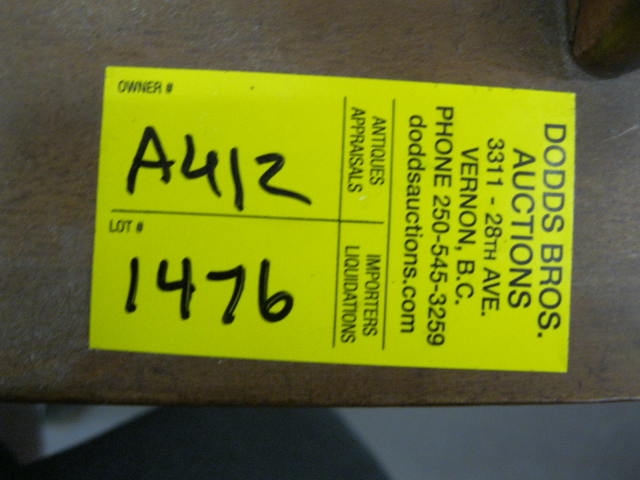 OWNER #
A412
LOT #
1476
ANTIQUES
APPRAISALS
IMPORTERS
LIQUIDATIONS
DODDS BROS.
AUCTIONS
3311 - 28TH AVE.
VERNON, B.C.
PHONE 250-545-3259
doddsauctions.com